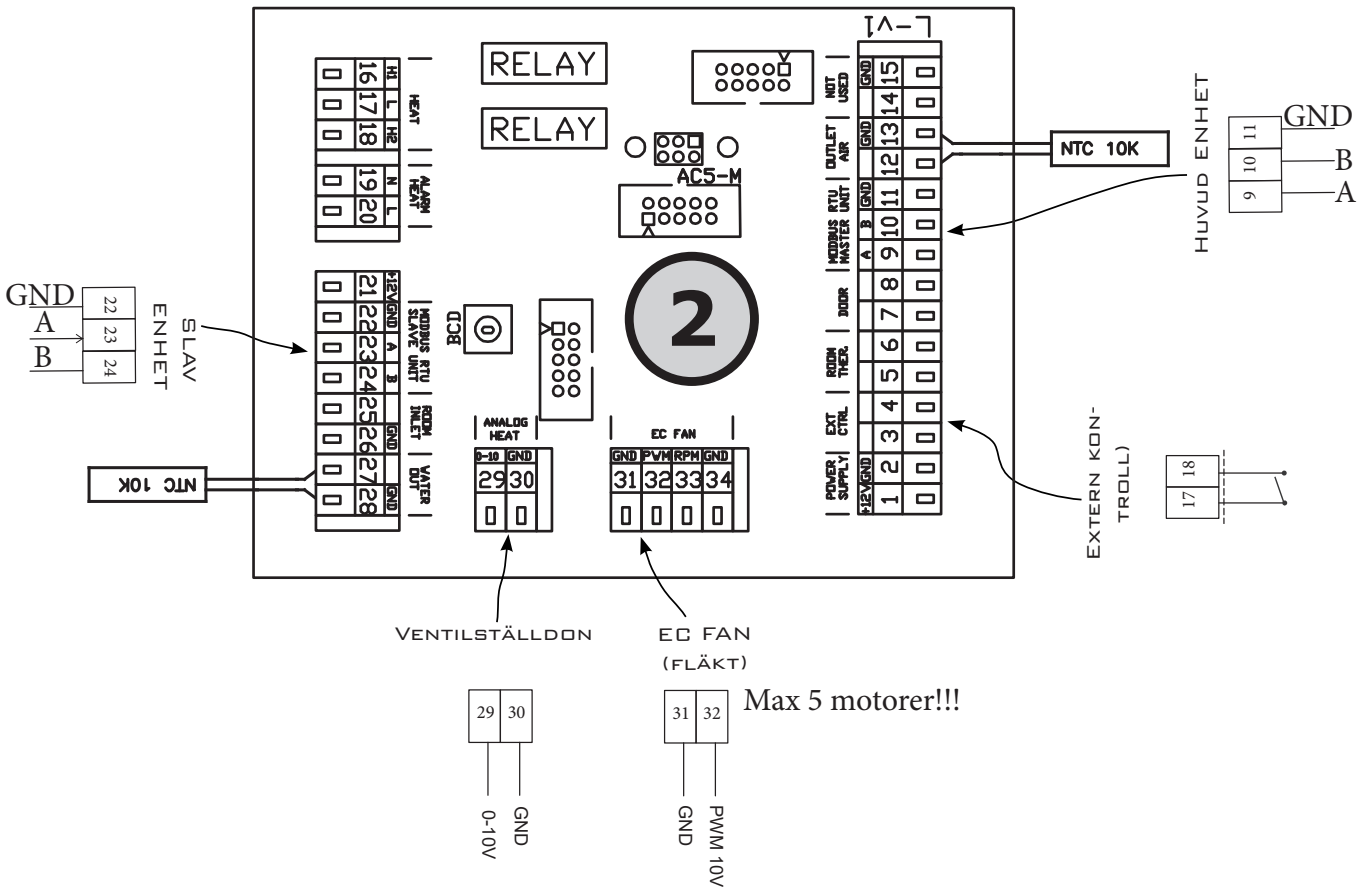 L-V1
RELAY
RELAY
AC5-M
16 H1
17 L
18 H2
HEAT
19 N
20 L
ALARM
HEAT
21 +12V
22 GND
23 A
24 B
MODBUS RTU
SLAVE UNIT
25
26 GND
ROOM
INLET
27
28 GND
WATER
OUT
NTC 10K
GND
A
B
22
23
24
SLAV
ENHET
BCD
0
2
NOT
USED
GND 15
14
OUTLET
AIR
GND 13
12
MODBUS RTU
MASTER UNIT
GND 11
B 10
A 9
DOOR
8
7
ROOM
THER.
6
5
EXT
CTRL
4
3
POWER
SUPPLY
GND 2
+12V 1
NTC 10K
HUVUD ENHET
11 GND
10 B
9 A
EXTERN KON-
TROLL)
18
17
ANALOG
HEAT
0-10 GND
29 30
EC FAN
GND PWM RPM GND
31 32 33 34
VENTILSTÄLLDON
29 30
0-10V
GND
EC FAN
(FLÄKT)
31 32
Max 5 motorer!!!
GND
PWM 10V